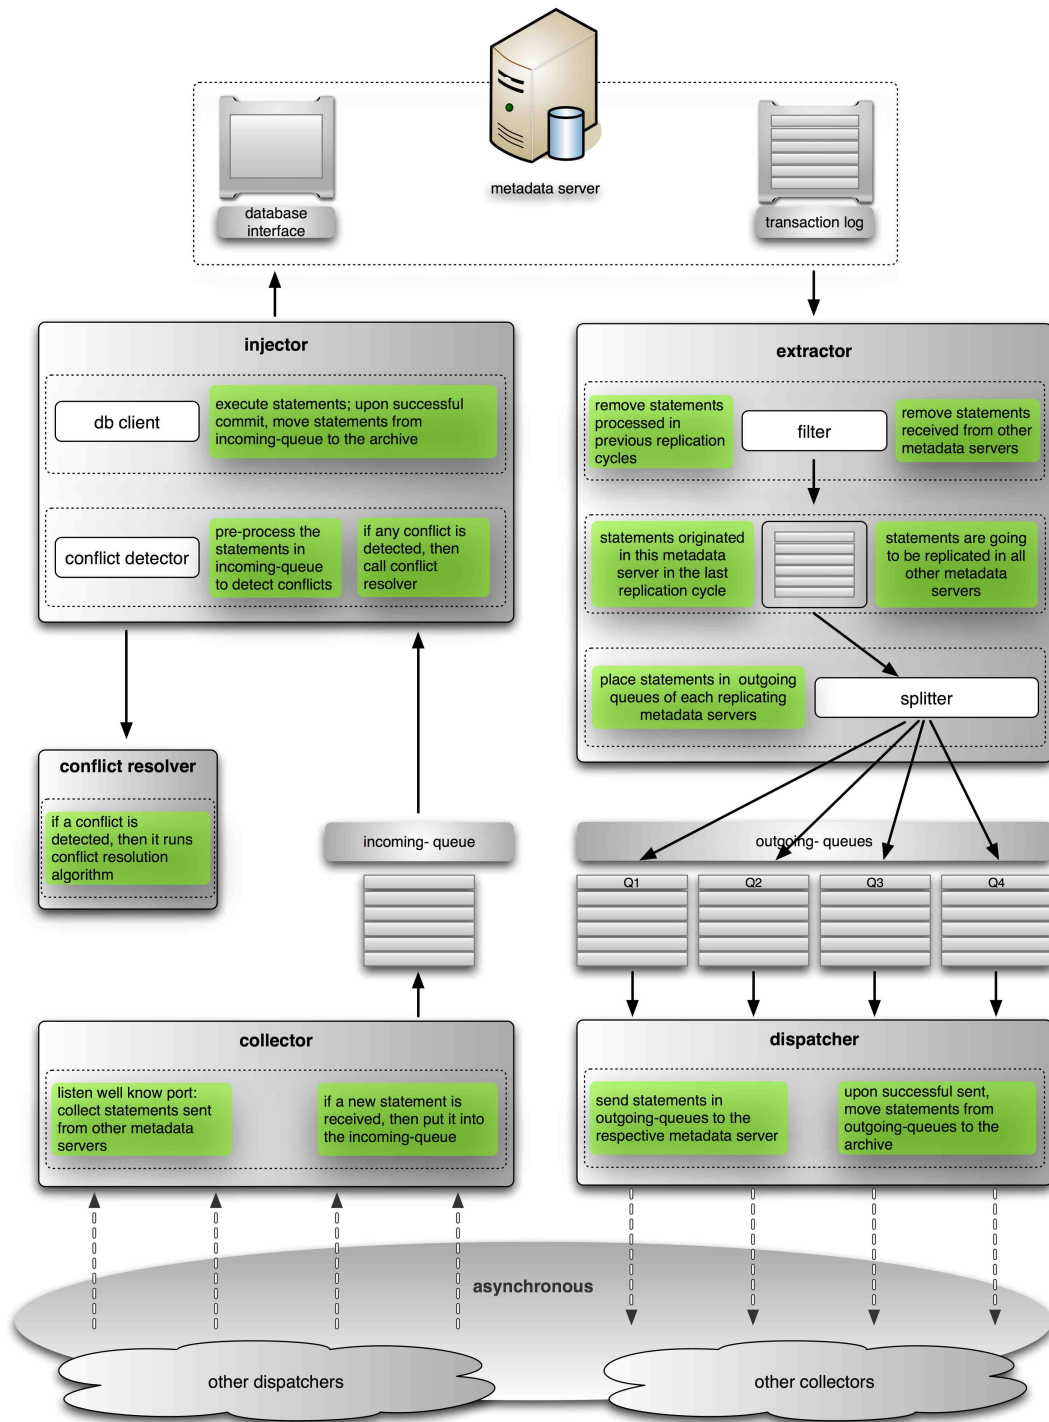 metadata server
database
interface
transaction log
injector
db client
execute statements; upon successful
commit, move statements from
incoming-queue to the archive
conflict detector
pre-process the
statements in
incoming-queue
to detect conflicts
if any conflict is
detected, then
call conflict
resolver
extractor
remove statements
processed in
previous replication
cycles
filter
remove statements
received from other
metadata servers
statements originated
in this metadata
server in the last
replication cycle
statements are going
to be replicated in all
other metadata
servers
place statements in outgoing
queues of each replicating
metadata servers
splitter
conflict resolver
if a conflict is
detected, then it runs
conflict resolution
algorithm
incoming- queue
outgoing- queues
Q1
Q2
Q3
Q4
collector
listen well know port:
collect statements sent
from other metadata
servers
if a new statement is
received, then put it into
the incoming-queue
dispatcher
send statements in
outgoing-queues to the
respective metadata server
upon successful sent,
move statements from
outgoing-queues to the
archive
asynchronous
other dispatchers
other collectors